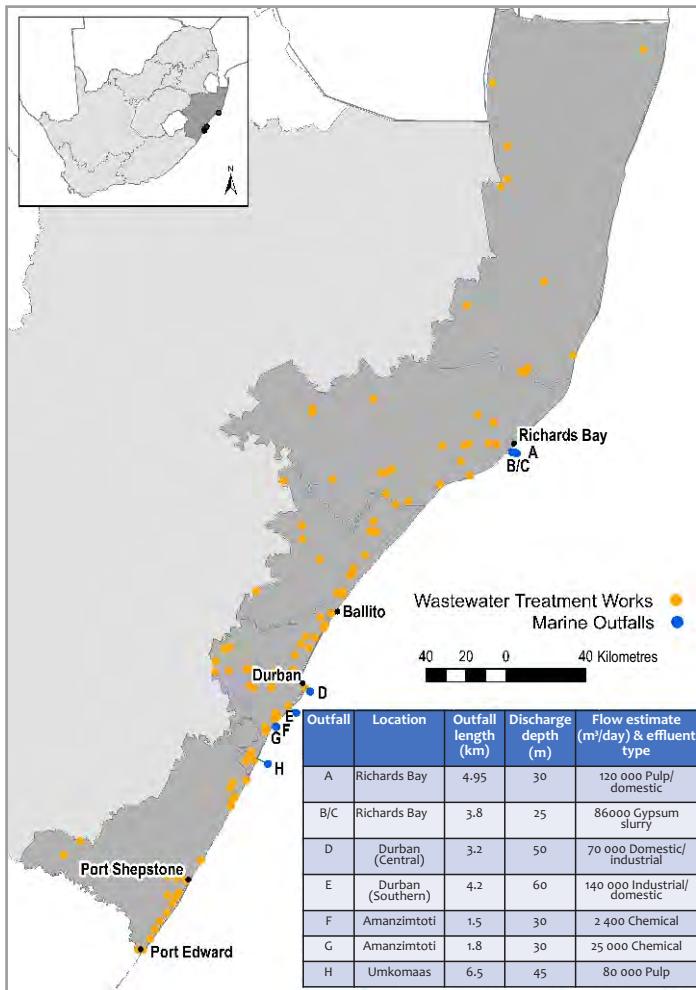 N
Richards Bay
A
B/C
Wastewater Treatment Works
Marine Outfalls
Ballito
40 20 0 40 Kilometres
Durban
D
E
F
G
H
Port Shepstone
Port Edward
Outfall Location Outfall length (km) Discharge depth (m) Flow estimate (m³/day) & effluent type
A Richards Bay 4.95 30 120 000 Pulp/ domestic
B/C Richards Bay 3.8 25 86000 Gypsum slurry
D Durban (Central) 3.2 50 70 000 Domestic/ industrial
E Durban (Southern) 4.2 60 140 000 Industrial/ domestic
F Amanzimtoti 1.5 30 2 400 Chemical
G Amanzimtoti 1.8 30 25 000 Chemical
H Umkomaas 6.5 45 80 000 Pulp